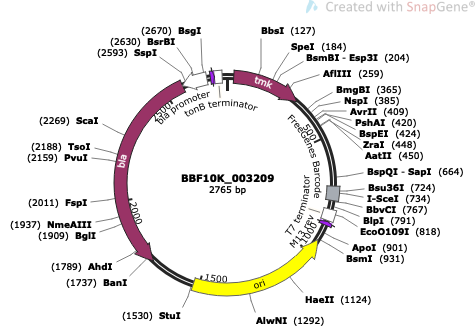 Created with SnapGene®
(2670) BsgI
(2630) BsrBI
(2593) SspI
BbsI (127)
SpeI (184)
BsmBI - Esp3I (204)
AflIII (259)
BmgBI (365)
NspI (385)
AvrII (409)
PshAI (420)
BspEI (424)
ZraI (448)
AatII (450)
BspQI - SapI (664)
Bsu36I (724)
I-SceI (734)
BbvCI (767)
BlpI (791)
EcoO109I (818)
ApoI (901)
BsmI (931)
HaeII (1124)
AlwNI (1292)
(1530) StuI
(1737) BanI
(1789) AhdI
(1909) BglI
(1937) NmeAIII
(2011) FspI
(2159) PvuI
(2188) TsoI
(2269) ScaI
tmk
bla promoter
tonB terminator
FreeGenes Barcode
T7 terminator
M13 rev
ori
bla
500
1000
1500
2000
2500
BBF10K_003209
2765 bp